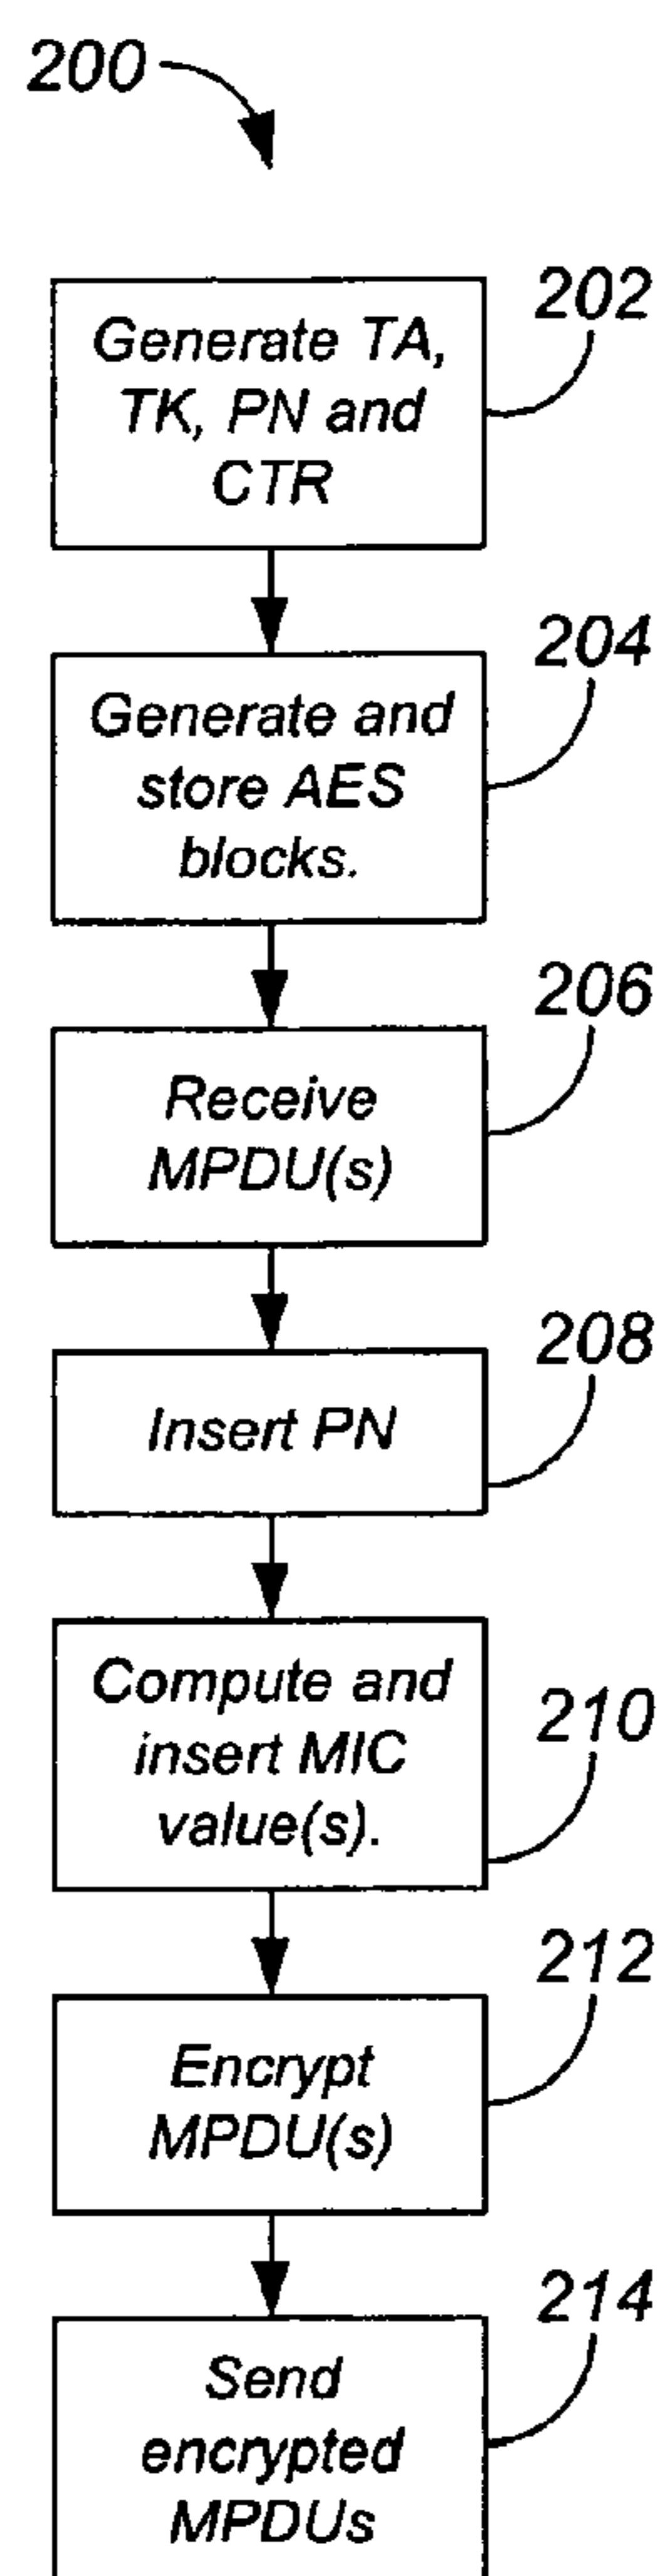 200
202
Generate TA,
TK, PN and
CTR
204
Generate and
store AES
blocks.
206
Receive
MPDU(s)
208
Insert PN
Compute and
insert MIC
value(s).
210
212
Encrypt
MPDU(s)
214
Send
encrypted
MPDUs